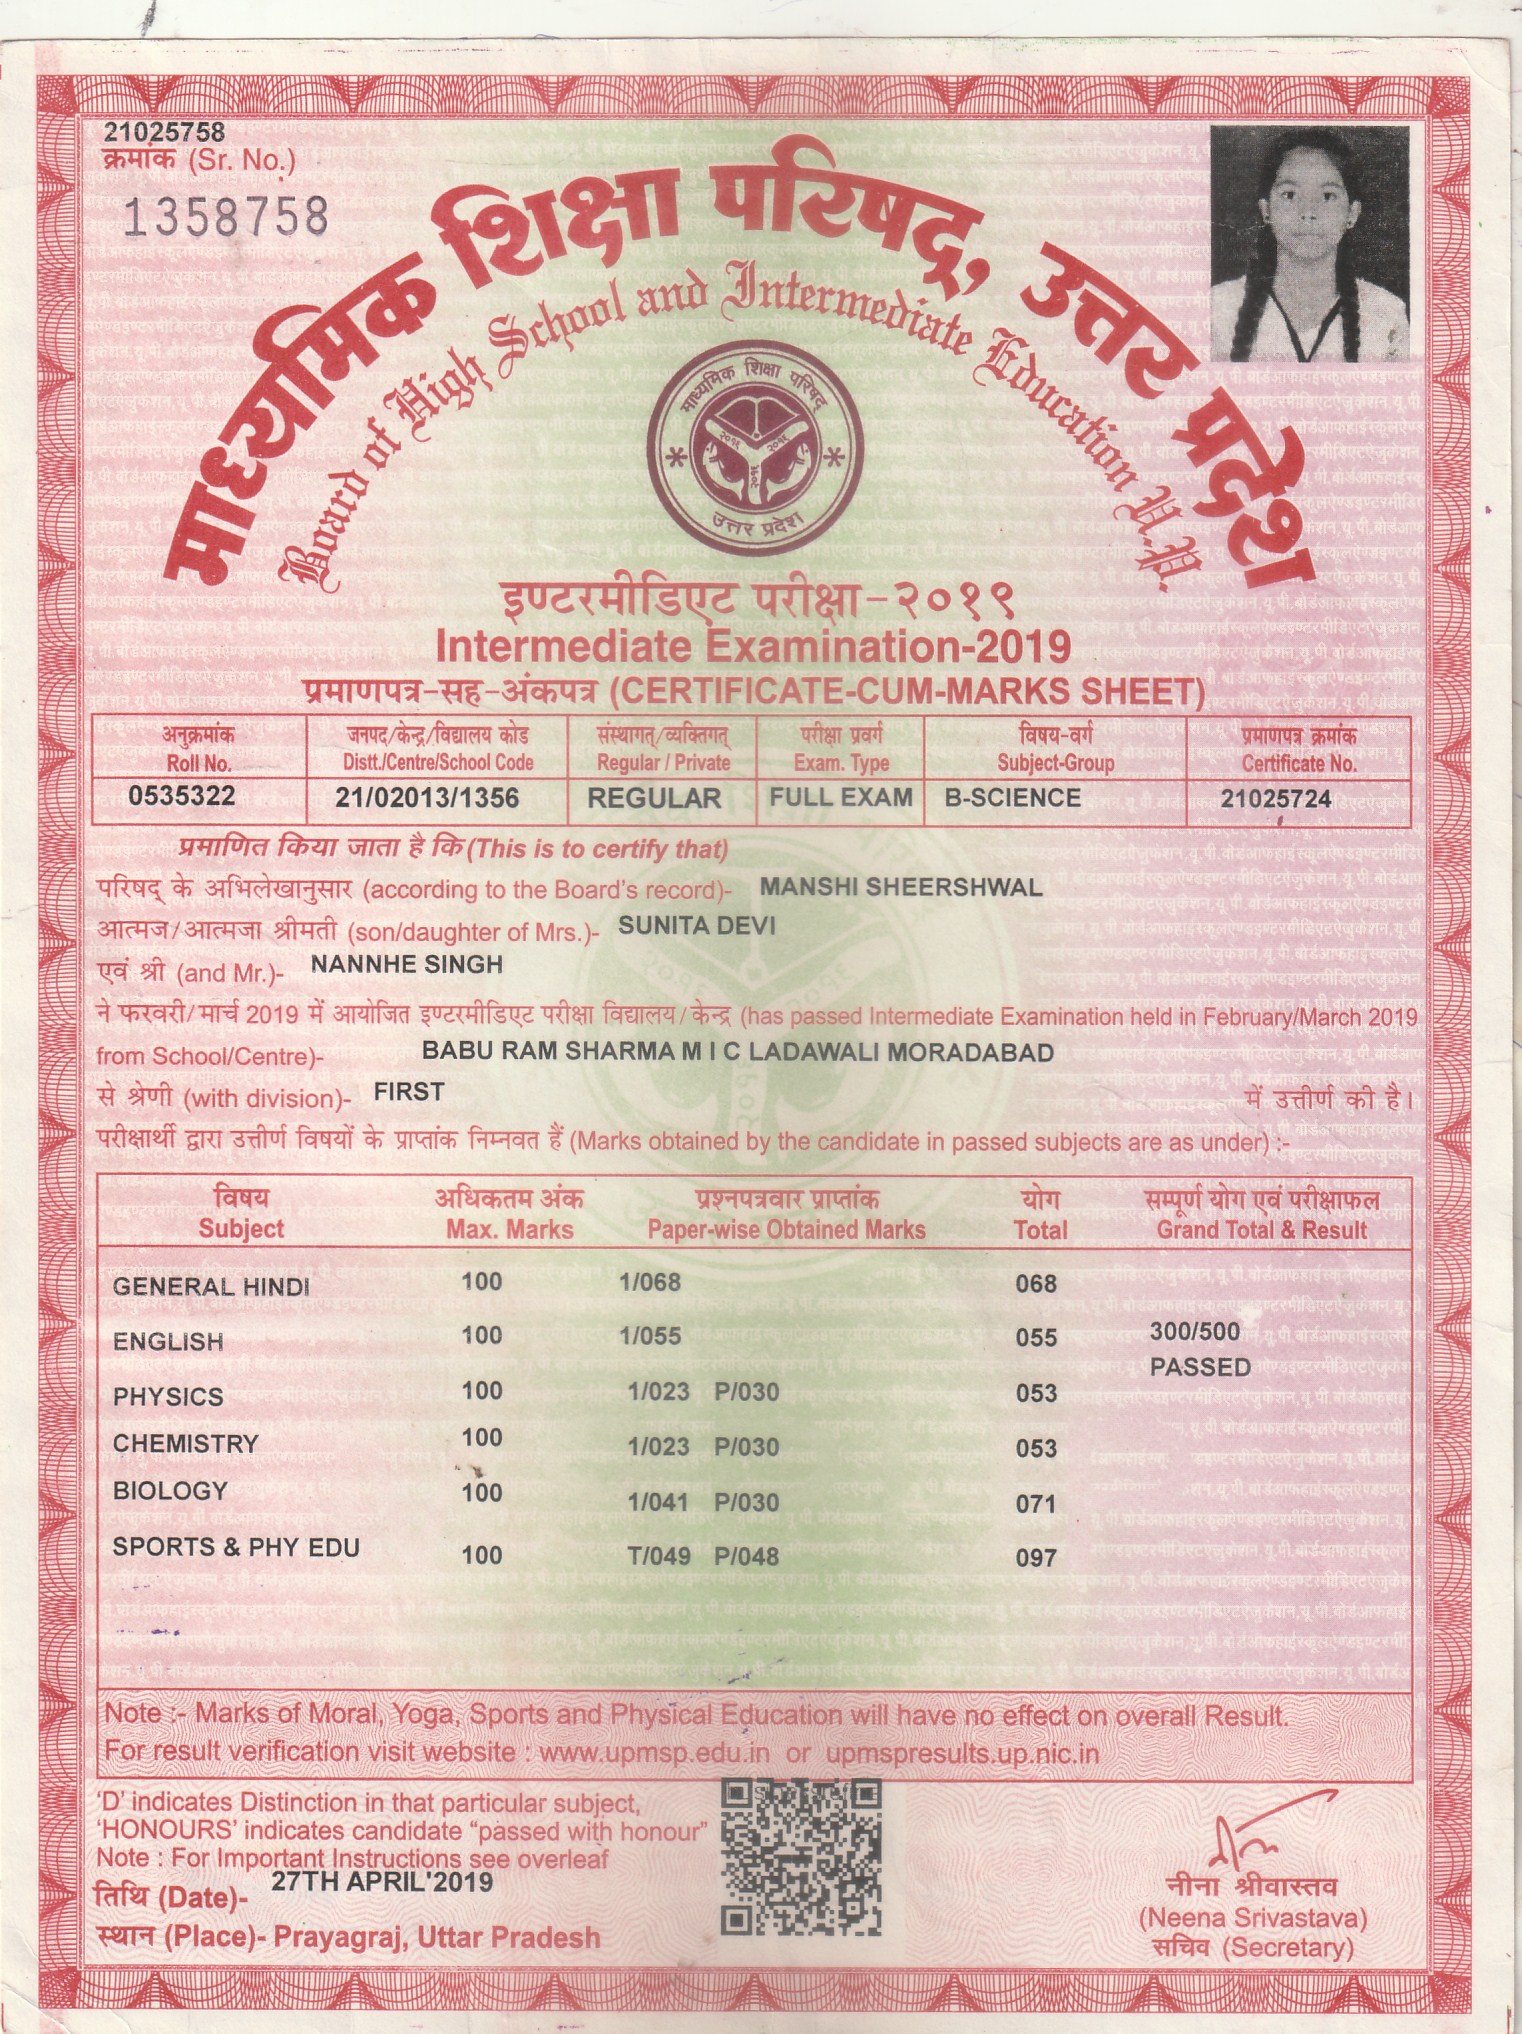 21025758
क्रमांक (Sr. No.)
1358758
माध्यमिक शिक्षा परिषद्, उत्तर प्रदेश
Board of High School and Intermediate Education U.P.
माध्यमिक शिक्षा परिषद्
उत्तर प्रदेश
इण्टरमीडिएट परीक्षा-२०१९
Intermediate Examination-2019
प्रमाणपत्र-सह-अंकपत्र (CERTIFICATE-CUM-MARKS SHEET)
अनुक्रमांक जनपद/केन्द्र/विद्यालय कोड संस्थागत्/व्यक्तिगत् परीक्षा प्रवर्ग विषय-वर्ग प्रमाणपत्र क्रमांक
Roll No. Distt./Centre/School Code Regular / Private Exam. Type Subject-Group Certificate No.
0535322 21/02013/1356 REGULAR FULL EXAM B-SCIENCE 21025724
प्रमाणित किया जाता है कि (This is to certify that)
परिषद् के अभिलेखानुसार (according to the Board's record)- MANSHI SHEERSHWAL
आत्मज/आत्मजा श्रीमती (son/daughter of Mrs.)- SUNITA DEVI
एवं श्री (and Mr.)- NANNHE SINGH
ने फरवरी/मार्च 2019 में आयोजित इण्टरमीडिएट परीक्षा विद्यालय/केन्द्र (has passed Intermediate Examination held in February/March 2019
from School/Centre)- BABU RAM SHARMA M I C LADAWALI MORADABAD
से श्रेणी (with division)- FIRST में उत्तीर्ण की है।
परीक्षार्थी द्वारा उत्तीर्ण विषयों के प्राप्तांक निम्नवत हैं (Marks obtained by the candidate in passed subjects are as under) :-
विषय अधिकतम अंक प्रश्नपत्रवार प्राप्तांक योग सम्पूर्ण योग एवं परीक्षाफल
Subject Max. Marks Paper-wise Obtained Marks Total Grand Total & Result
GENERAL HINDI 100 1/068 068
ENGLISH 100 1/055 055 300/500
PASSED
PHYSICS 100 1/023 P/030 053
CHEMISTRY 100 1/023 P/030 053
BIOLOGY 100 1/041 P/030 071
SPORTS & PHY EDU 100 T/049 P/048 097
Note :- Marks of Moral, Yoga, Sports and Physical Education will have no effect on overall Result.
For result verification visit website : www.upmsp.edu.in or upmspresults.up.nic.in
'D' indicates Distinction in that particular subject,
'HONOURS' indicates candidate "passed with honour"
Note : For Important Instructions see overleaf
तिथि (Date)- 27TH APRIL'2019
स्थान (Place)- Prayagraj, Uttar Pradesh
नीना श्रीवास्तव
(Neena Srivastava)
सचिव (Secretary)